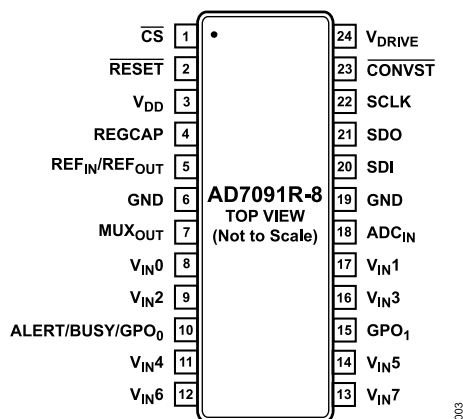 CS 1
RESET 2
VDD 3
REGCAP 4
REFIN/REFOUT 5
GND 6
MUXOUT 7
VIN0 8
VIN2 9
ALERT/BUSY/GPO0 10
VIN4 11
VIN6 12
AD7091R-8
TOP VIEW
(Not to Scale)
24 VDRIVE
23 CONVST
22 SCLK
21 SDO
20 SDI
19 GND
18 ADCIN
17 VIN1
16 VIN3
15 GPO1
14 VIN5
13 VIN7
003